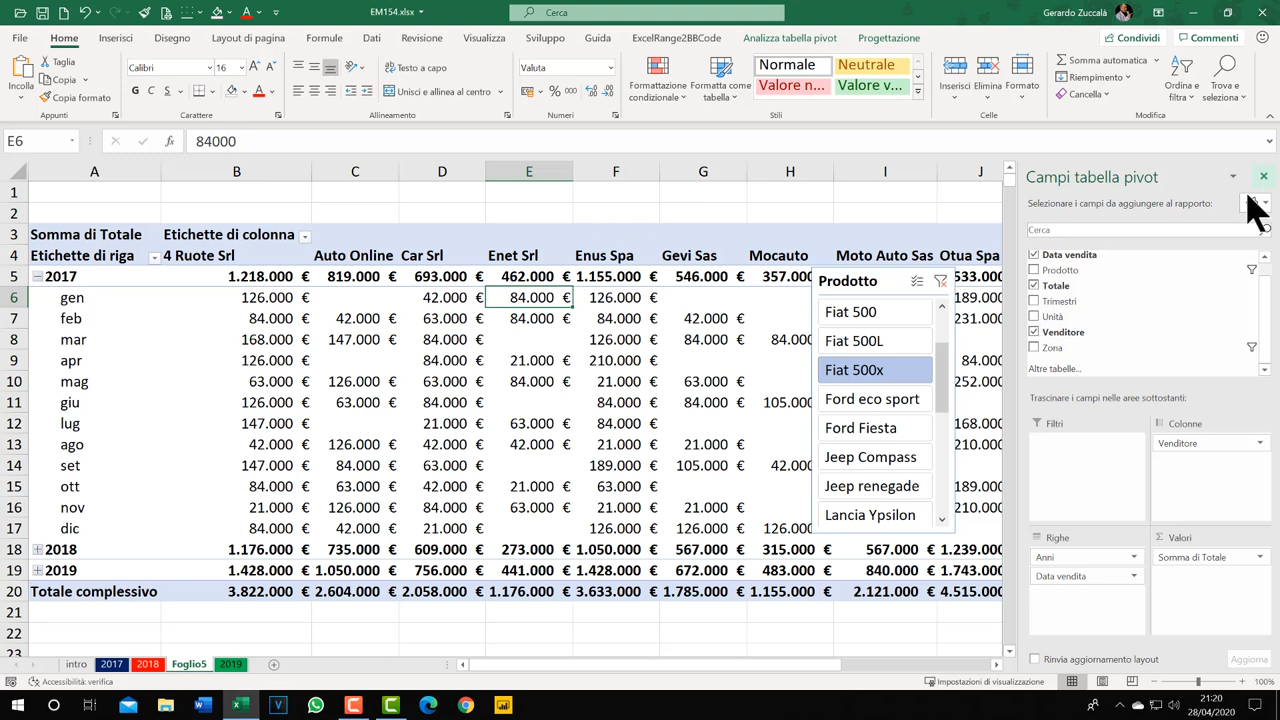 EM154.xlsx
Cerca
Gerardo Zuccalà
File Home Inserisci Disegno Layout di pagina Formule Dati Revisione Visualizza Sviluppo Guida ExcelRange2BBCode Analizza tabella pivot Progettazione Condividi Commenti
Incolla
Taglia
Copia
Copia formato
Appunti
Calibri 16
G C S
Carattere
Testo a capo
Unisci e allinea al centro
Allineamento
Valuta
% 000
Numeri
Formattazione condizionale
Formatta come tabella
Normale Neutrale
Valore n... Valore v...
Stili
Inserisci Elimina Formato
Celle
Somma automatica
Riempimento
Cancella
Ordina e filtra
Trova e seleziona
Modifica
E6 fx 84000
A B C D E F G H I J
1
2
3 Somma di Totale Etichette di colonna
4 Etichette di riga 4 Ruote Srl Auto Online Car Srl Enet Srl Enus Spa Gevi Sas Mocauto Moto Auto Sas Otua Spa
5 2017 1.218.000 € 819.000 € 693.000 € 462.000 € 1.155.000 € 546.000 € 357.000 533.000
6 gen 126.000 € 42.000 € 84.000 € 126.000 € 189.000
7 feb 84.000 € 42.000 € 63.000 € 84.000 € 84.000 € 42.000 € 231.000
8 mar 168.000 € 147.000 € 84.000 € 126.000 € 84.000 € 84.000
9 apr 126.000 € 84.000 € 21.000 € 210.000 € 84.000
10 mag 63.000 € 126.000 € 63.000 € 84.000 € 21.000 € 63.000 € 252.000
11 giu 126.000 € 63.000 € 84.000 € 84.000 € 84.000 € 105.000
12 lug 147.000 € 21.000 € 63.000 € 84.000 € 168.000
13 ago 42.000 € 126.000 € 42.000 € 42.000 € 21.000 € 21.000 € 210.000
14 set 147.000 € 84.000 € 63.000 € 189.000 € 105.000 € 42.000
15 ott 84.000 € 63.000 € 42.000 € 21.000 € 63.000 € 210.000
16 nov 21.000 € 126.000 € 84.000 € 63.000 € 21.000 € 21.000 €
17 dic 84.000 € 42.000 € 21.000 € 126.000 € 126.000 € 126.000
18 2018 1.176.000 € 735.000 € 609.000 € 273.000 € 1.050.000 € 567.000 € 315.000 € 567.000 € 1.239.000
19 2019 1.428.000 € 1.050.000 € 756.000 € 441.000 € 1.428.000 € 672.000 € 483.000 € 840.000 € 1.743.000
20 Totale complessivo 3.822.000 € 2.604.000 € 2.058.000 € 1.176.000 € 3.633.000 € 1.785.000 € 1.155.000 € 2.121.000 € 4.515.000
21
22
23
Prodotto
Fiat 500
Fiat 500L
Fiat 500x
Ford eco sport
Ford Fiesta
Jeep Compass
Jeep renegade
Lancia Ypsilon
Campi tabella pivot
Selezionare i campi da aggiungere al rapporto:
Cerca
Data vendita
Prodotto
Totale
Trimestri
Unità
Venditore
Zona
Altre tabelle...
Trascinare i campi nelle aree sottostanti:
Filtri
Colonne
Venditore
Righe
Anni
Data vendita
Σ Valori
Somma di Totale
Rinvia aggiornamento layout Aggiorna
intro 2017 2018 Foglio5 2019
Accessibilità: verifica Impostazioni di visualizzazione 100%
21:20
28/04/2020